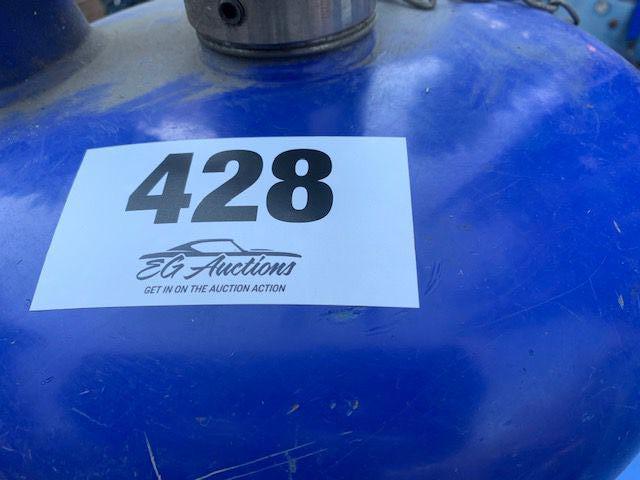 428
EG Auctions
GET IN ON THE AUCTION ACTION